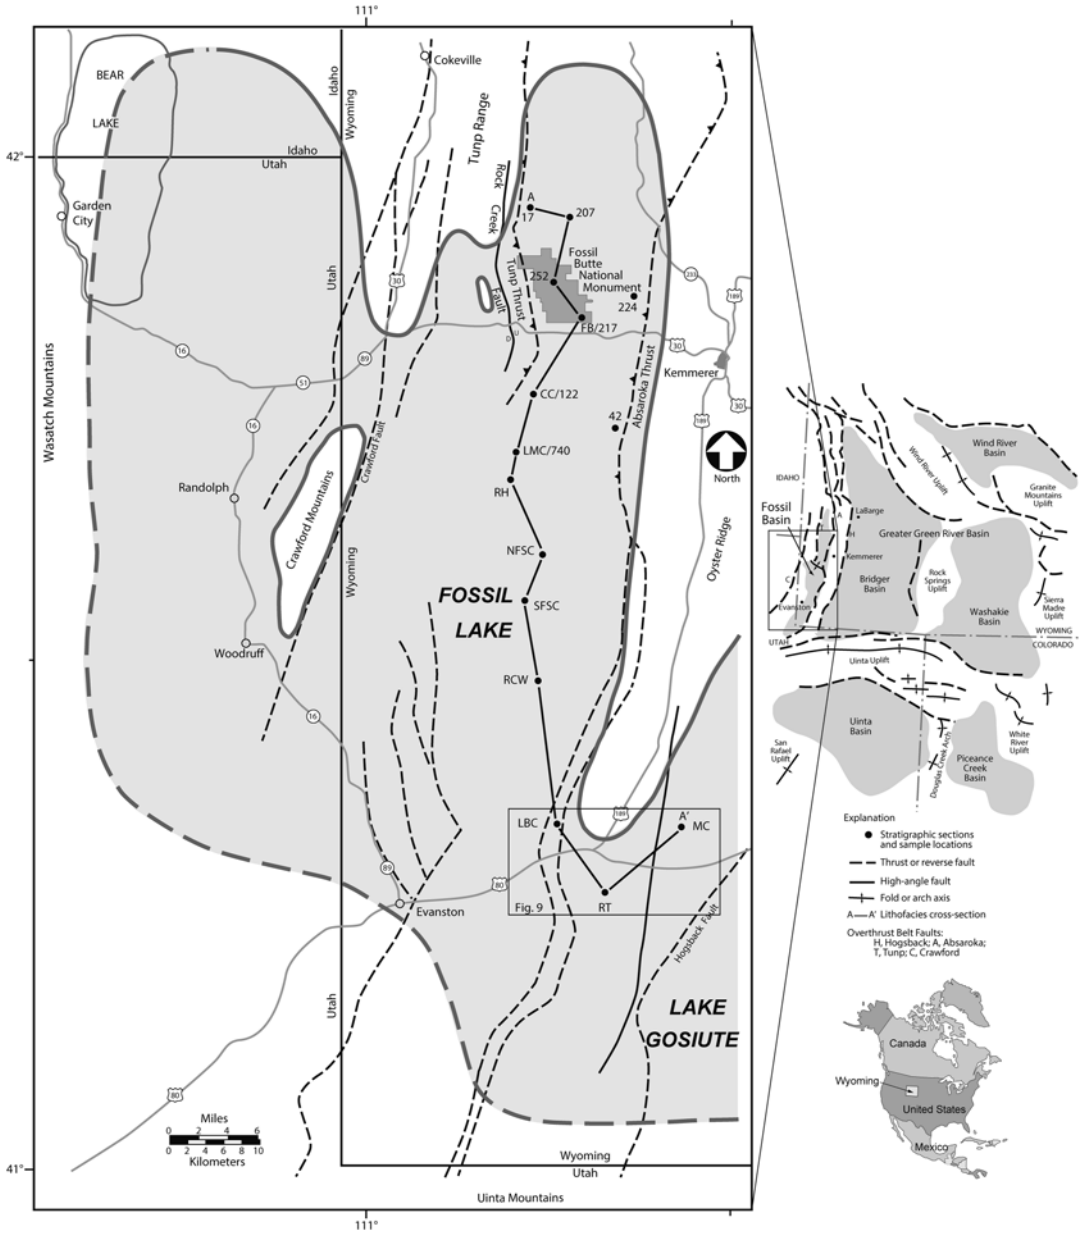 111°
BEAR
LAKE
Idaho
Wyoming
Cokeville
Tunp Range
42°
Idaho
Utah
Garden
City
Rock
Creek
Fault
Tunp Thrust
A
17
207
Fossil
Butte
National
Monument
252
224
FB/217
Utah
30
233
189
16
89
51
U
D
30
Kemmerer
30
Wasatch Mountains
CC/122
Absaroka Thrust
42
189
16
Crawford Fault
LMC/740
North
Randolph
RH
Crawford Mountains
Wyoming
NFSC
Oyster Ridge
FOSSIL
LAKE
SFSC
Woodruff
RCW
16
LBC
189
A'
MC
89
80
Evanston
Fig. 9
RT
Hogsback Fault
Utah
LAKE
GOSIUTE
80
Miles
0 2 4 6
0 2 4 6 8 10
Kilometers
41°
Wyoming
Utah
Uinta Mountains
111°
Wind River
Basin
Wind River Uplift
IDAHO
Granite
Mountains
Uplift
Fossil
Basin
LaBarge
A
H
Greater Green River Basin
Kemmerer
Bridger
Basin
Rock
Springs
Uplift
C
T
Evanston
Washakie
Basin
Sierra
Madre
Uplift
WYOMING
UTAH
COLORADO
Uinta Uplift
Uinta
Basin
San
Rafael
Uplift
Douglas Creek Arch
White
River
Uplift
Piceance
Creek
Basin
Explanation
Stratigraphic sections
and sample locations
Thrust or reverse fault
High-angle fault
Fold or arch axis
A—A' Lithofacies cross-section
Overthrust Belt Faults:
H, Hogsback; A, Absaroka;
T, Tunp; C, Crawford
Canada
Wyoming
United States
Mexico